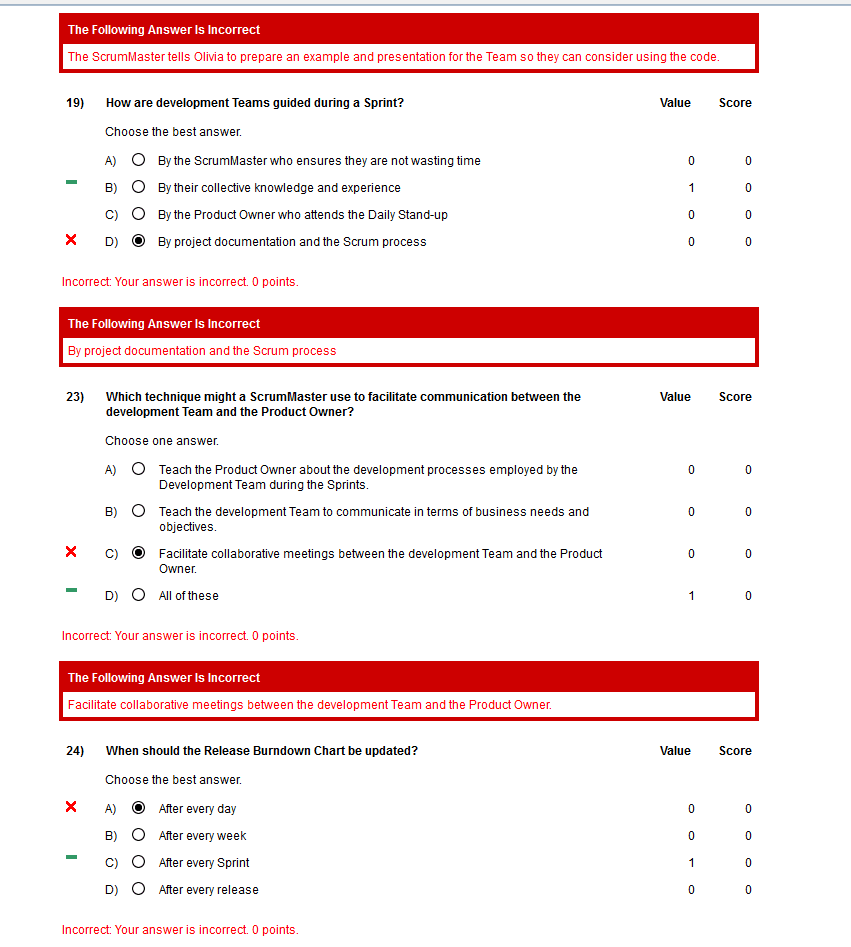 The Following Answer Is Incorrect
The ScrumMaster tells Olivia to prepare an example and presentation for the Team so they can consider using the code.
19) How are development Teams guided during a Sprint? Value Score
Choose the best answer.
A) By the ScrumMaster who ensures they are not wasting time 0 0
B) By their collective knowledge and experience 1 0
C) By the Product Owner who attends the Daily Stand-up 0 0
D) By project documentation and the Scrum process 0 0
Incorrect: Your answer is incorrect. 0 points.
The Following Answer Is Incorrect
By project documentation and the Scrum process
23) Which technique might a ScrumMaster use to facilitate communication between the Value Score
development Team and the Product Owner?
Choose one answer.
A) Teach the Product Owner about the development processes employed by the 0 0
Development Team during the Sprints.
B) Teach the development Team to communicate in terms of business needs and 0 0
objectives.
C) Facilitate collaborative meetings between the development Team and the Product 0 0
Owner.
D) All of these 1 0
Incorrect: Your answer is incorrect. 0 points.
The Following Answer Is Incorrect
Facilitate collaborative meetings between the development Team and the Product Owner.
24) When should the Release Burndown Chart be updated? Value Score
Choose the best answer.
A) After every day 0 0
B) After every week 0 0
C) After every Sprint 1 0
D) After every release 0 0
Incorrect: Your answer is incorrect. 0 points.